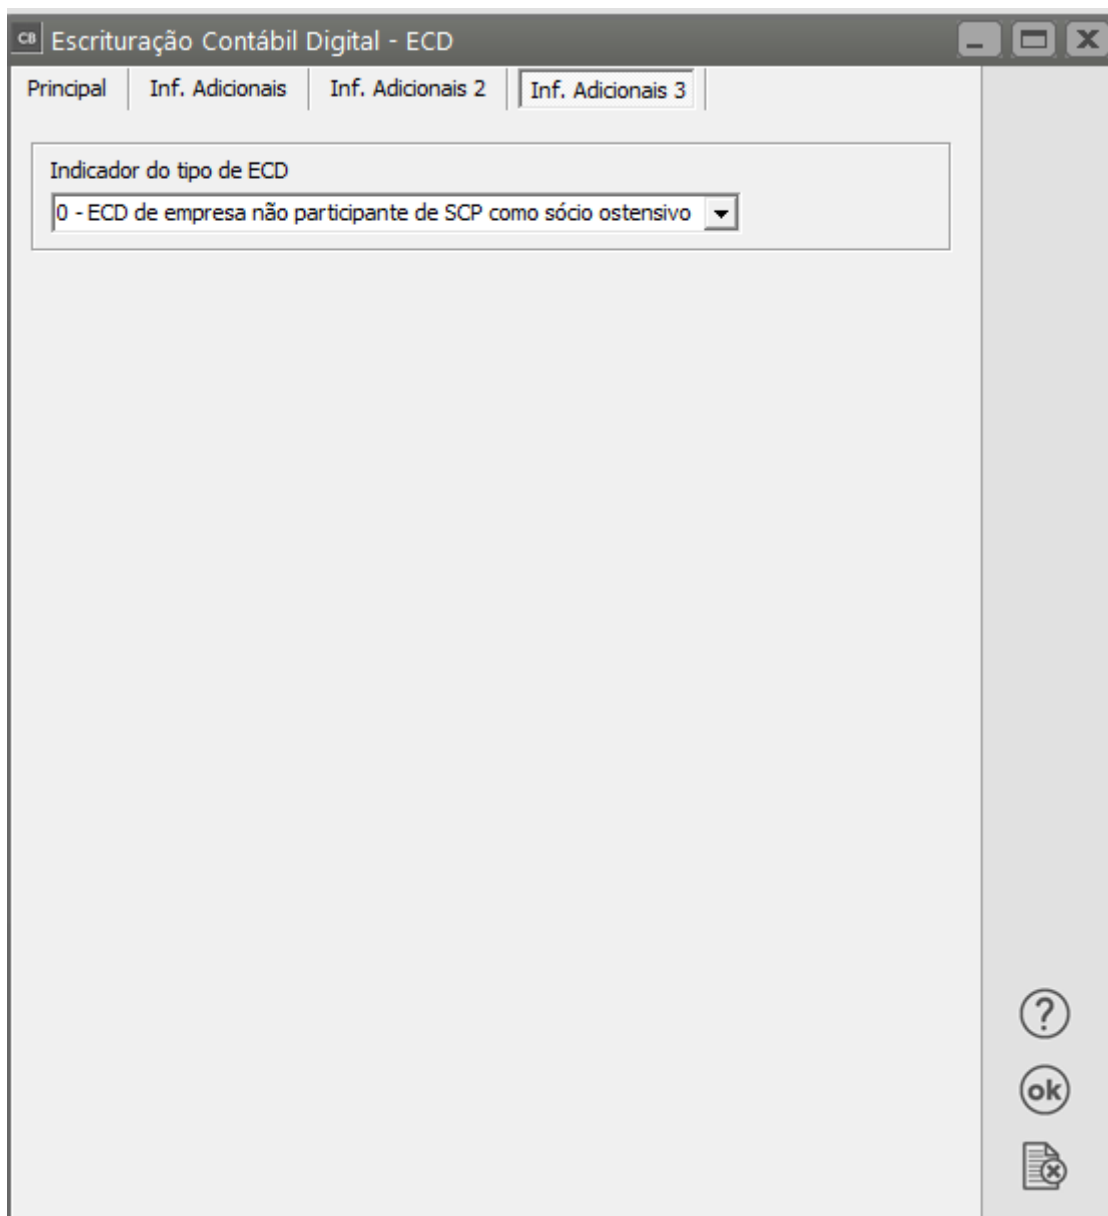 CB Escrituração Contábil Digital - ECD
Principal Inf. Adicionais Inf. Adicionais 2 Inf. Adicionais 3
Indicador do tipo de ECD
0 - ECD de empresa não participante de SCP como sócio ostensivo
?
ok